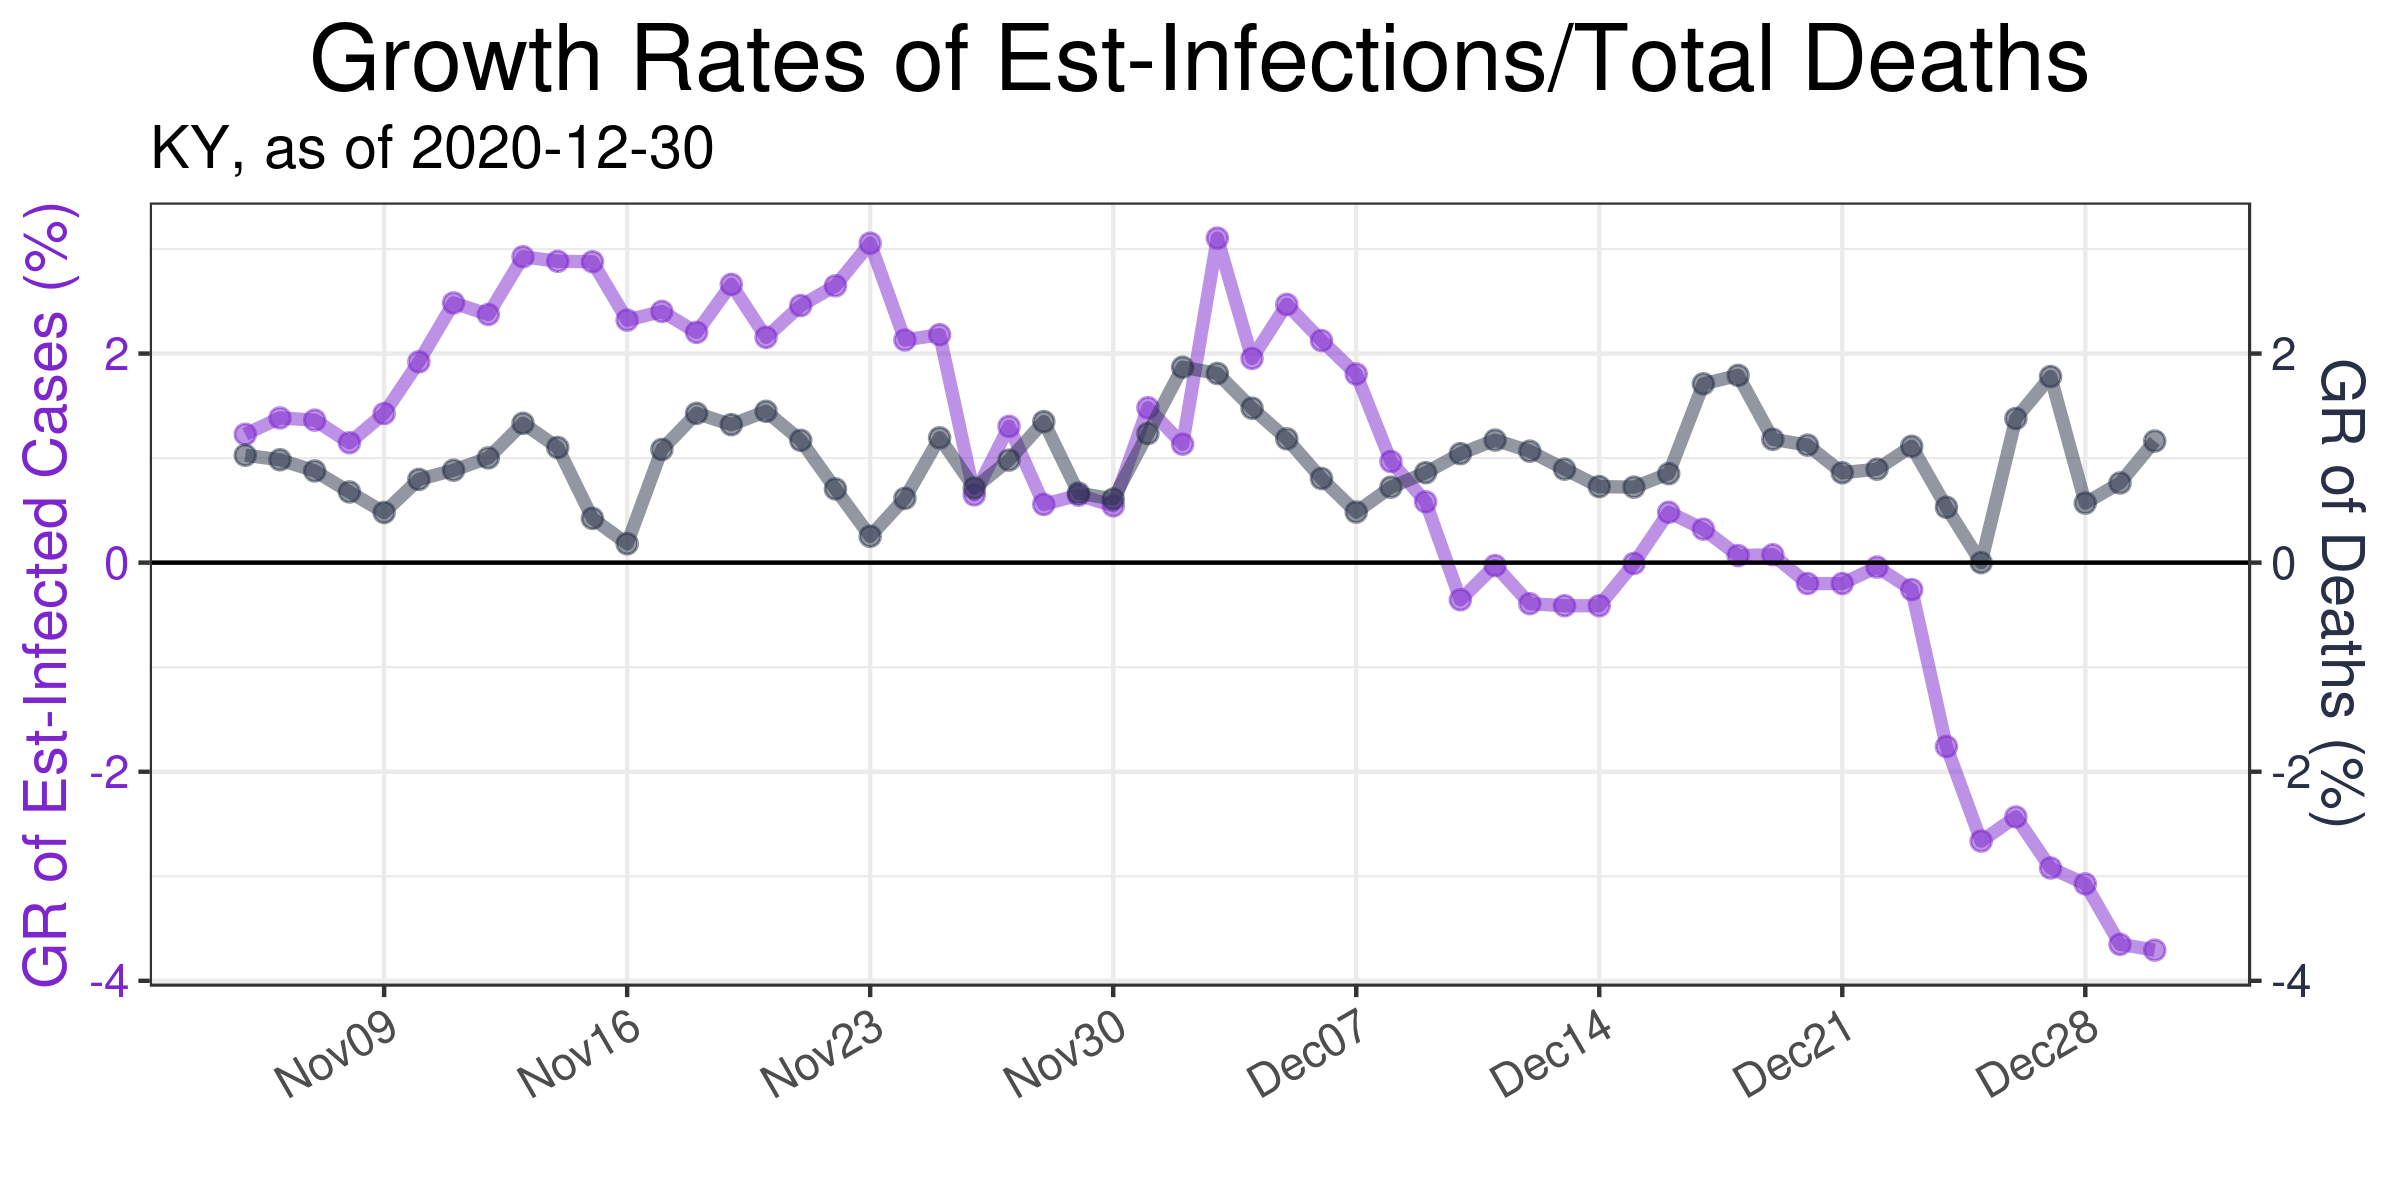 Growth Rates of Est-Infections/Total Deaths
KY, as of 2020-12-30
GR of Est-Infected Cases (%)
2
0
-2
-4
2
0
-2
-4
GR of Deaths (%)
Nov09
Nov16
Nov23
Nov30
Dec07
Dec14
Dec21
Dec28